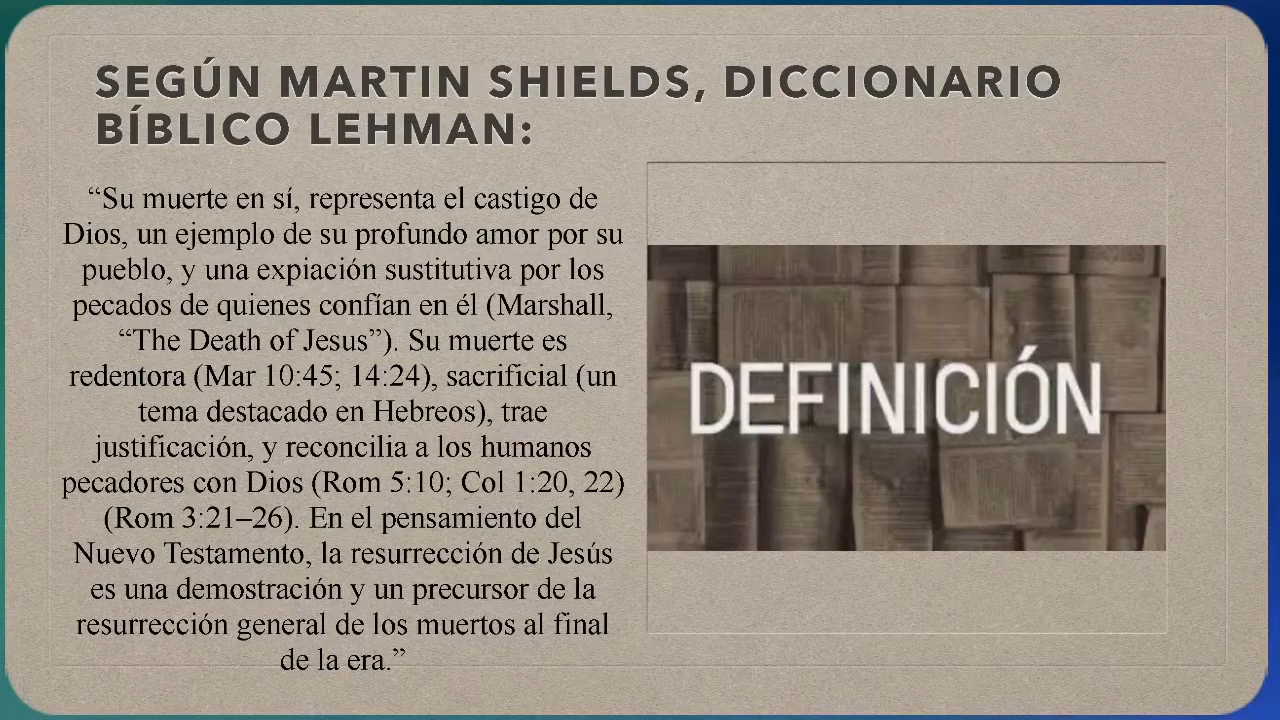 SEGÚN MARTIN SHIELDS, DICCIONARIO
BÍBLICO LEHMAN:
“Su muerte en sí, representa el castigo de
Dios, un ejemplo de su profundo amor por su
pueblo, y una expiación sustitutiva por los
pecados de quienes confían en él (Marshall,
“The Death of Jesus”). Su muerte es
redentora (Mar 10:45; 14:24), sacrificial (un
tema destacado en Hebreos), trae
justificación, y reconcilia a los humanos
pecadores con Dios (Rom 5:10; Col 1:20, 22)
(Rom 3:21–26). En el pensamiento del
Nuevo Testamento, la resurrección de Jesús
es una demostración y un precursor de la
resurrección general de los muertos al final
de la era.”
DEFINICIÓN